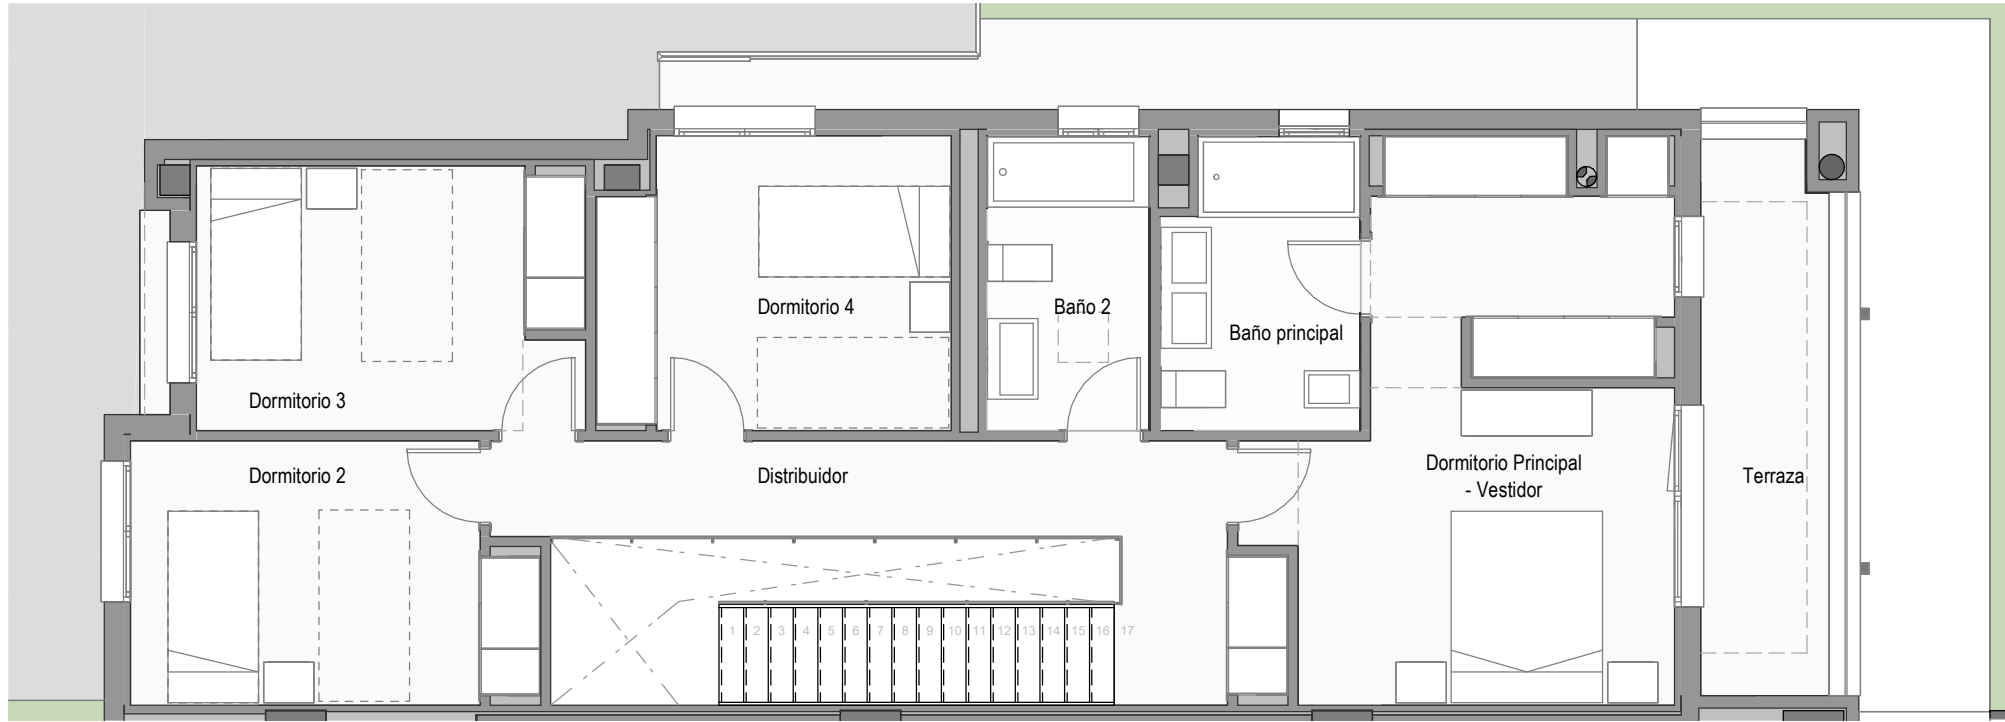 Dormitorio 4
Baño 2
Baño principal
Dormitorio 3
Dormitorio 2
Distribuidor
Dormitorio Principal
- Vestidor
Terraza
1 2 3 4 5 6 7 8 9 10 11 12 13 14 15 16 17